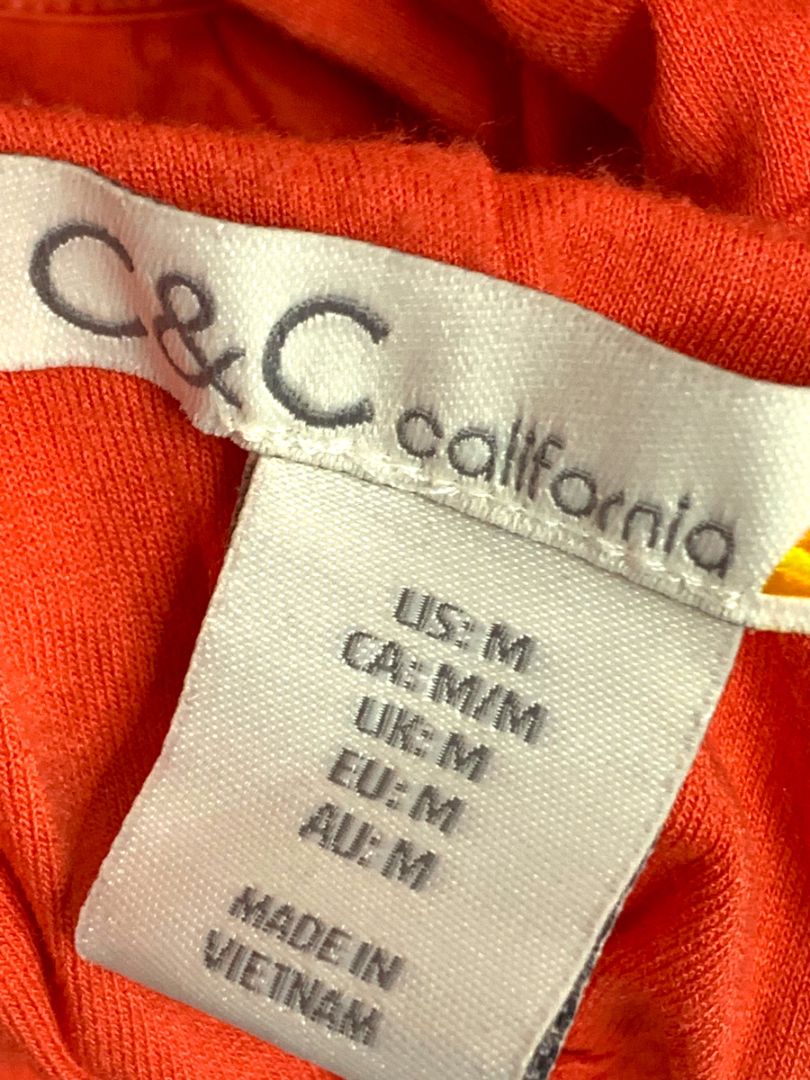 C&C california
US: M
CA: M/M
UK: M
EU: M
AU: M
MADE IN
VIETNAM